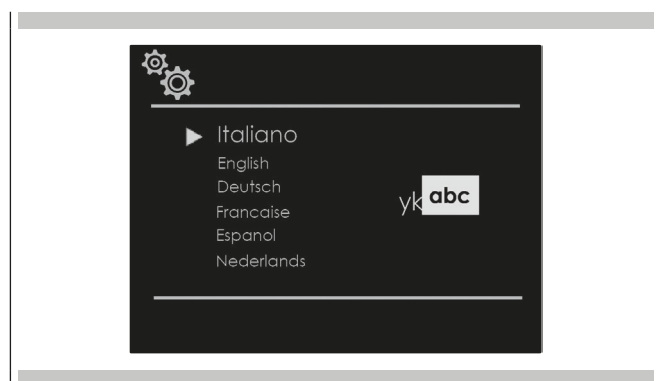 Italiano
English
Deutsch
Francaise
Espanol
Nederlands
yk abc